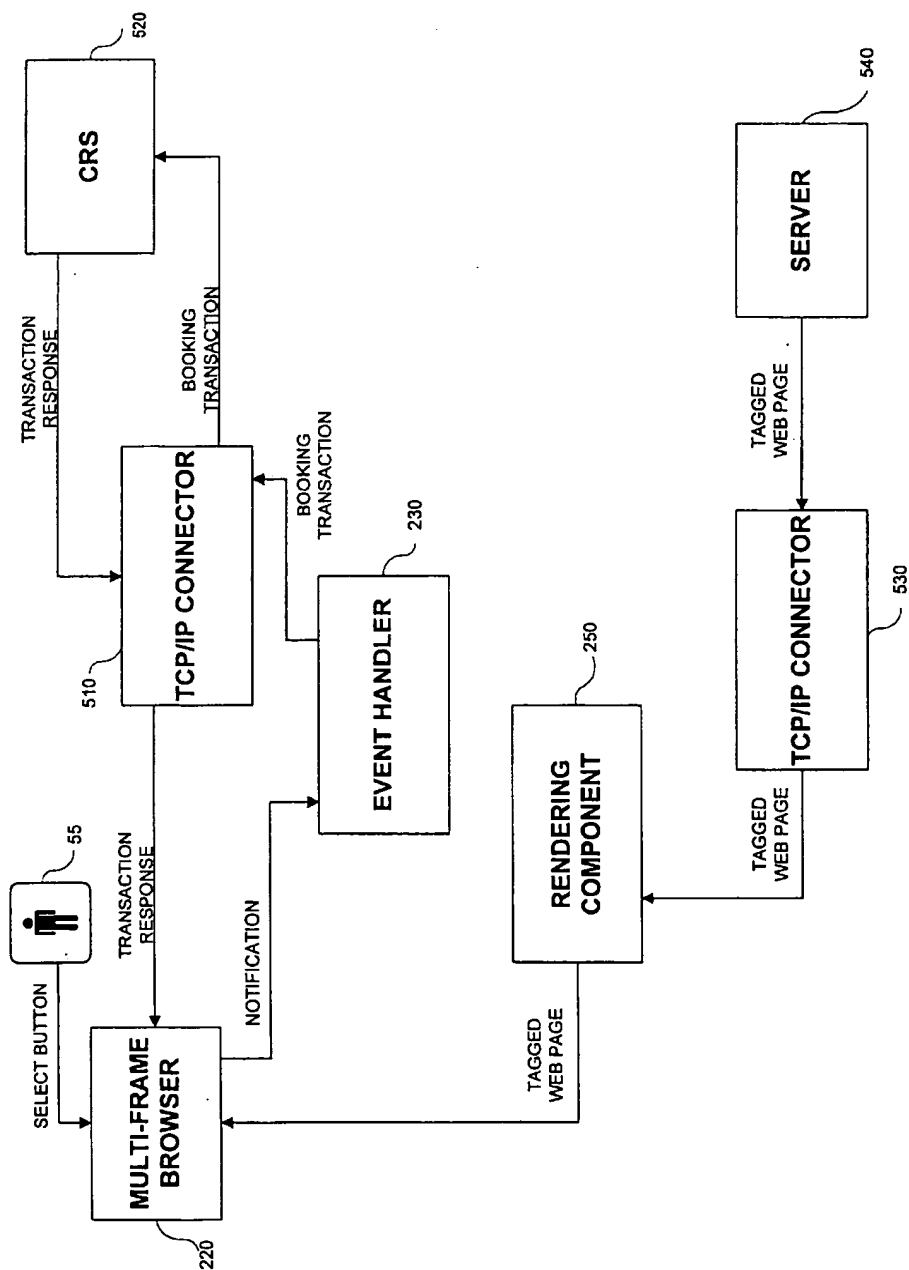 55
SELECT BUTTON
MULTI-FRAME
BROWSER
220
TRANSACTION
RESPONSE
NOTIFICATION
510
TCP/IP CONNECTOR
TRANSACTION
RESPONSE
BOOKING
TRANSACTION
CRS
520
BOOKING
TRANSACTION
EVENT HANDLER
230
TAGGED
WEB PAGE
RENDERING
COMPONENT
250
TAGGED
WEB PAGE
TCP/IP CONNECTOR
530
TAGGED
WEB PAGE
SERVER
540